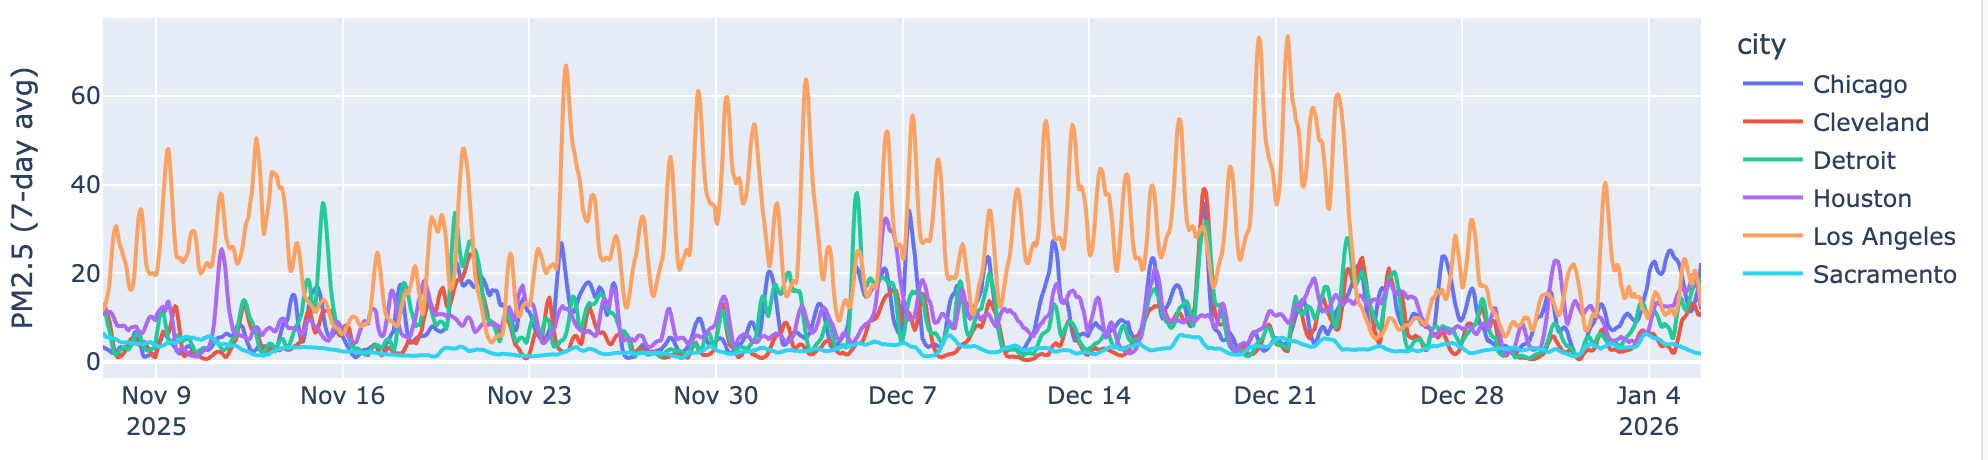 PM2.5 (7-day avg)
60
40
20
0
Nov 9
2025
Nov 16
Nov 23
Nov 30
Dec 7
Dec 14
Dec 21
Dec 28
Jan 4
2026
city
Chicago
Cleveland
Detroit
Houston
Los Angeles
Sacramento